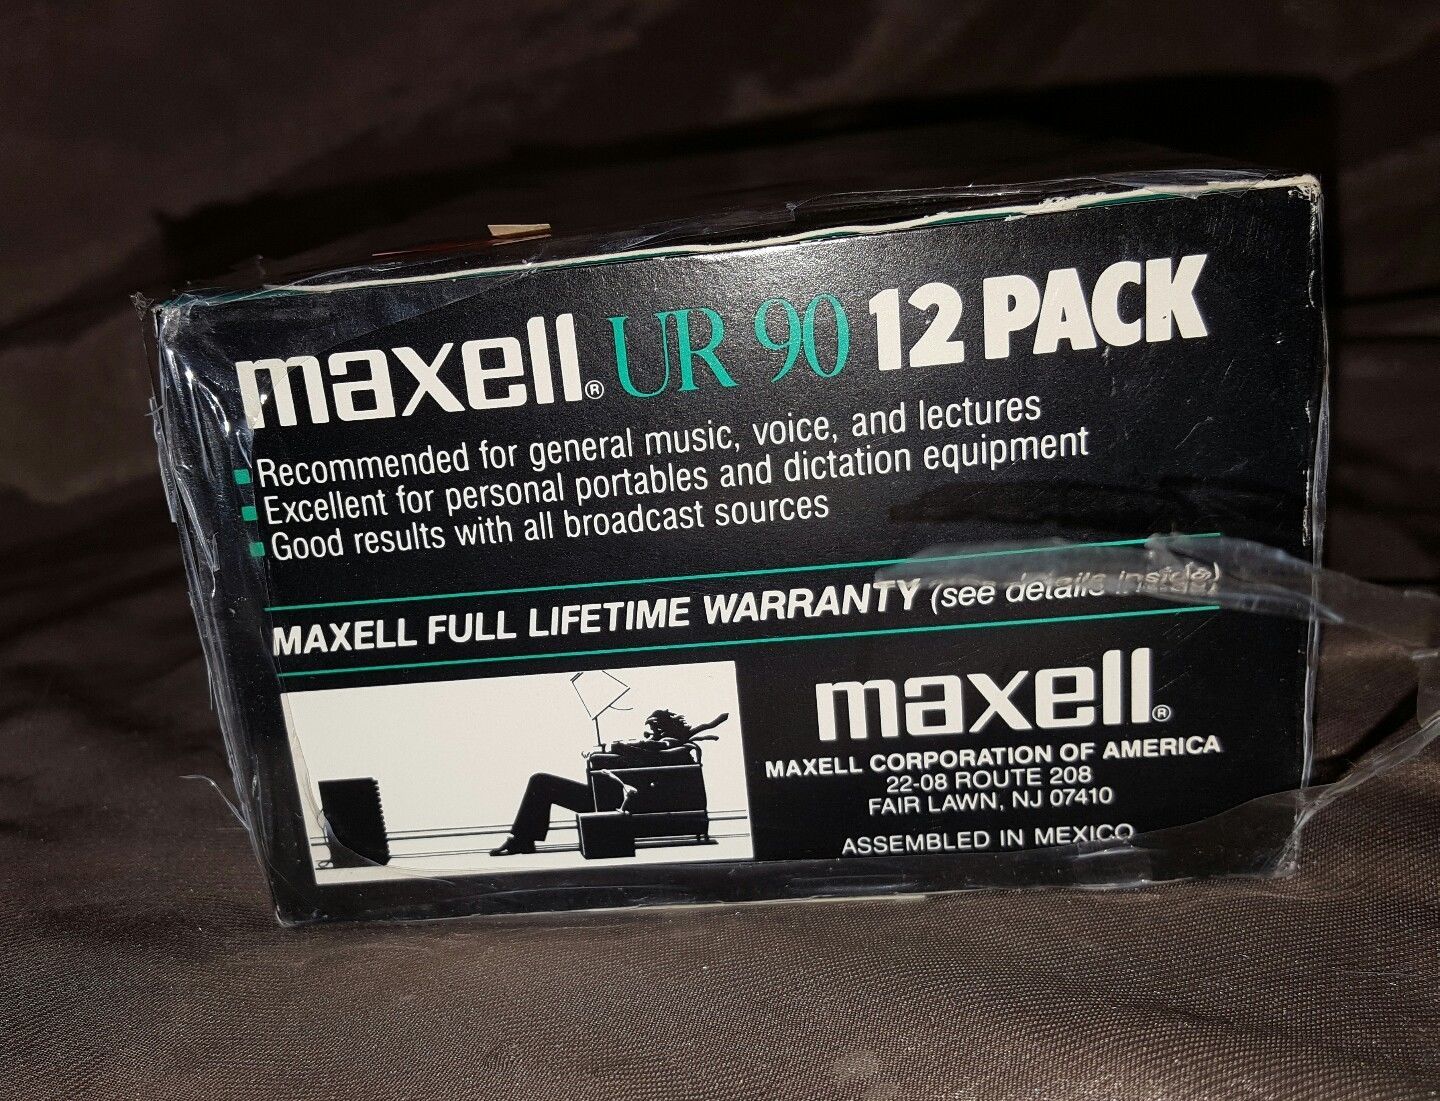 maxell® UR 90 12 PACK
Recommended for general music, voice, and lectures
Excellent for personal portables and dictation equipment
Good results with all broadcast sources
MAXELL FULL LIFETIME WARRANTY (see details inside)
maxell®
MAXELL CORPORATION OF AMERICA
22-08 ROUTE 208
FAIR LAWN, NJ 07410
ASSEMBLED IN MEXICO